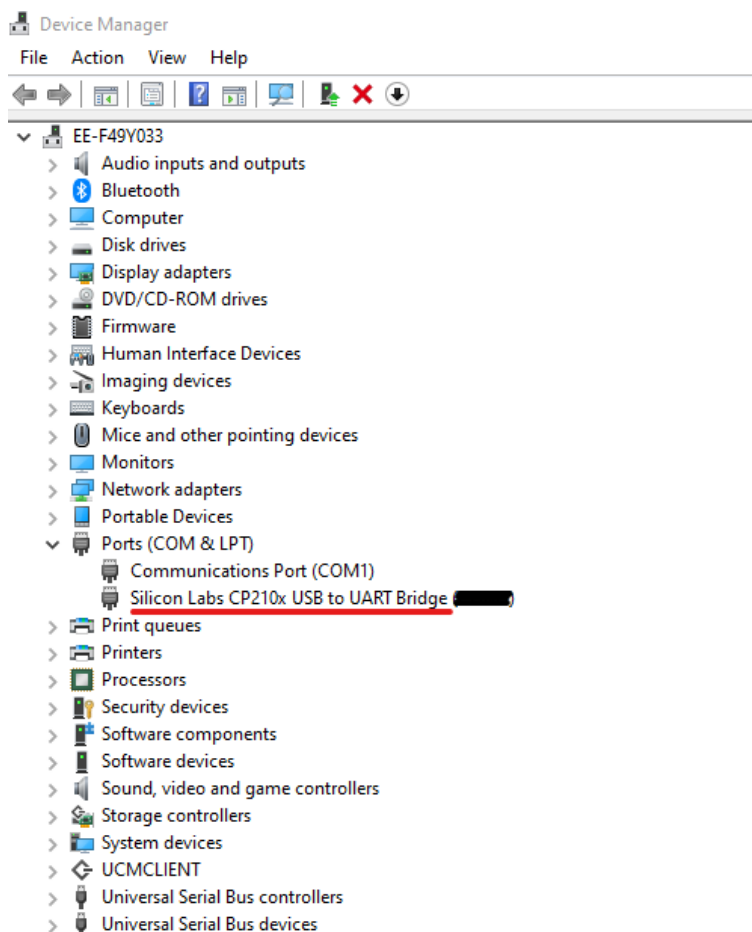 Device Manager
File Action View Help
EE-F49Y033
Audio inputs and outputs
Bluetooth
Computer
Disk drives
Display adapters
DVD/CD-ROM drives
Firmware
Human Interface Devices
Imaging devices
Keyboards
Mice and other pointing devices
Monitors
Network adapters
Portable Devices
Ports (COM & LPT)
Communications Port (COM1)
Silicon Labs CP210x USB to UART Bridge
Print queues
Printers
Processors
Security devices
Software components
Software devices
Sound, video and game controllers
Storage controllers
System devices
UCMCLIENT
Universal Serial Bus controllers
Universal Serial Bus devices